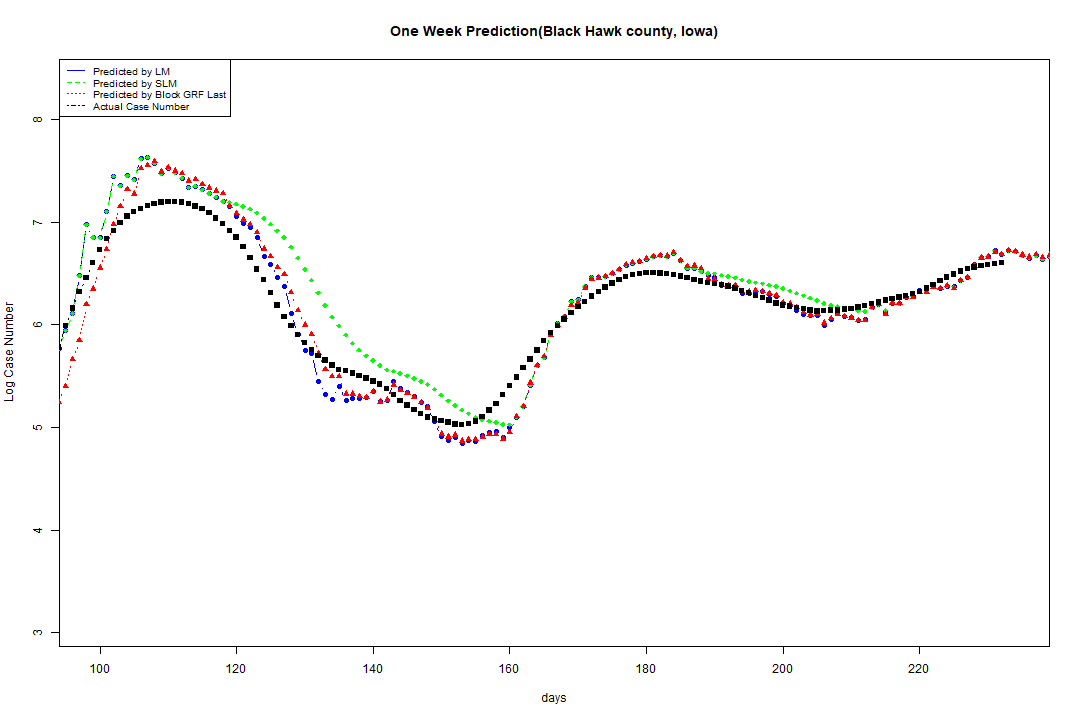 One Week Prediction(Black Hawk county, Iowa)
Predicted by LM
Predicted by SLM
Predicted by Block GRF Last
Actual Case Number
8
7
6
5
4
3
Log Case Number
100 120 140 160 180 200 220
days